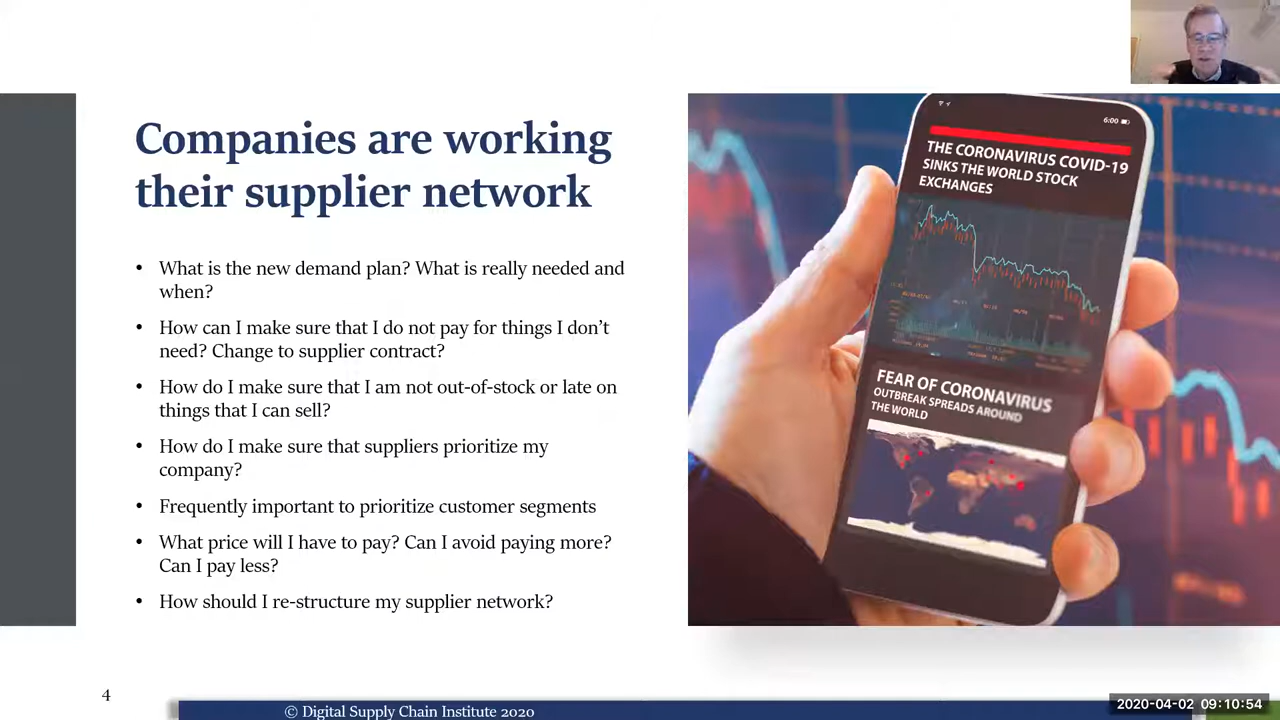 Companies are working
their supplier network
• What is the new demand plan? What is really needed and
when?
• How can I make sure that I do not pay for things I don’t
need? Change to supplier contract?
• How do I make sure that I am not out-of-stock or late on
things that I can sell?
• How do I make sure that suppliers prioritize my
company?
• Frequently important to prioritize customer segments
• What price will I have to pay? Can I avoid paying more?
Can I pay less?
• How should I re-structure my supplier network?
6:00
THE CORONAVIRUS COVID-19
SINKS THE WORLD STOCK
EXCHANGES
FEAR OF CORONAVIRUS
OUTBREAK SPREADS AROUND
THE WORLD
4
© Digital Supply Chain Institute 2020
2020-04-02 09:10:54